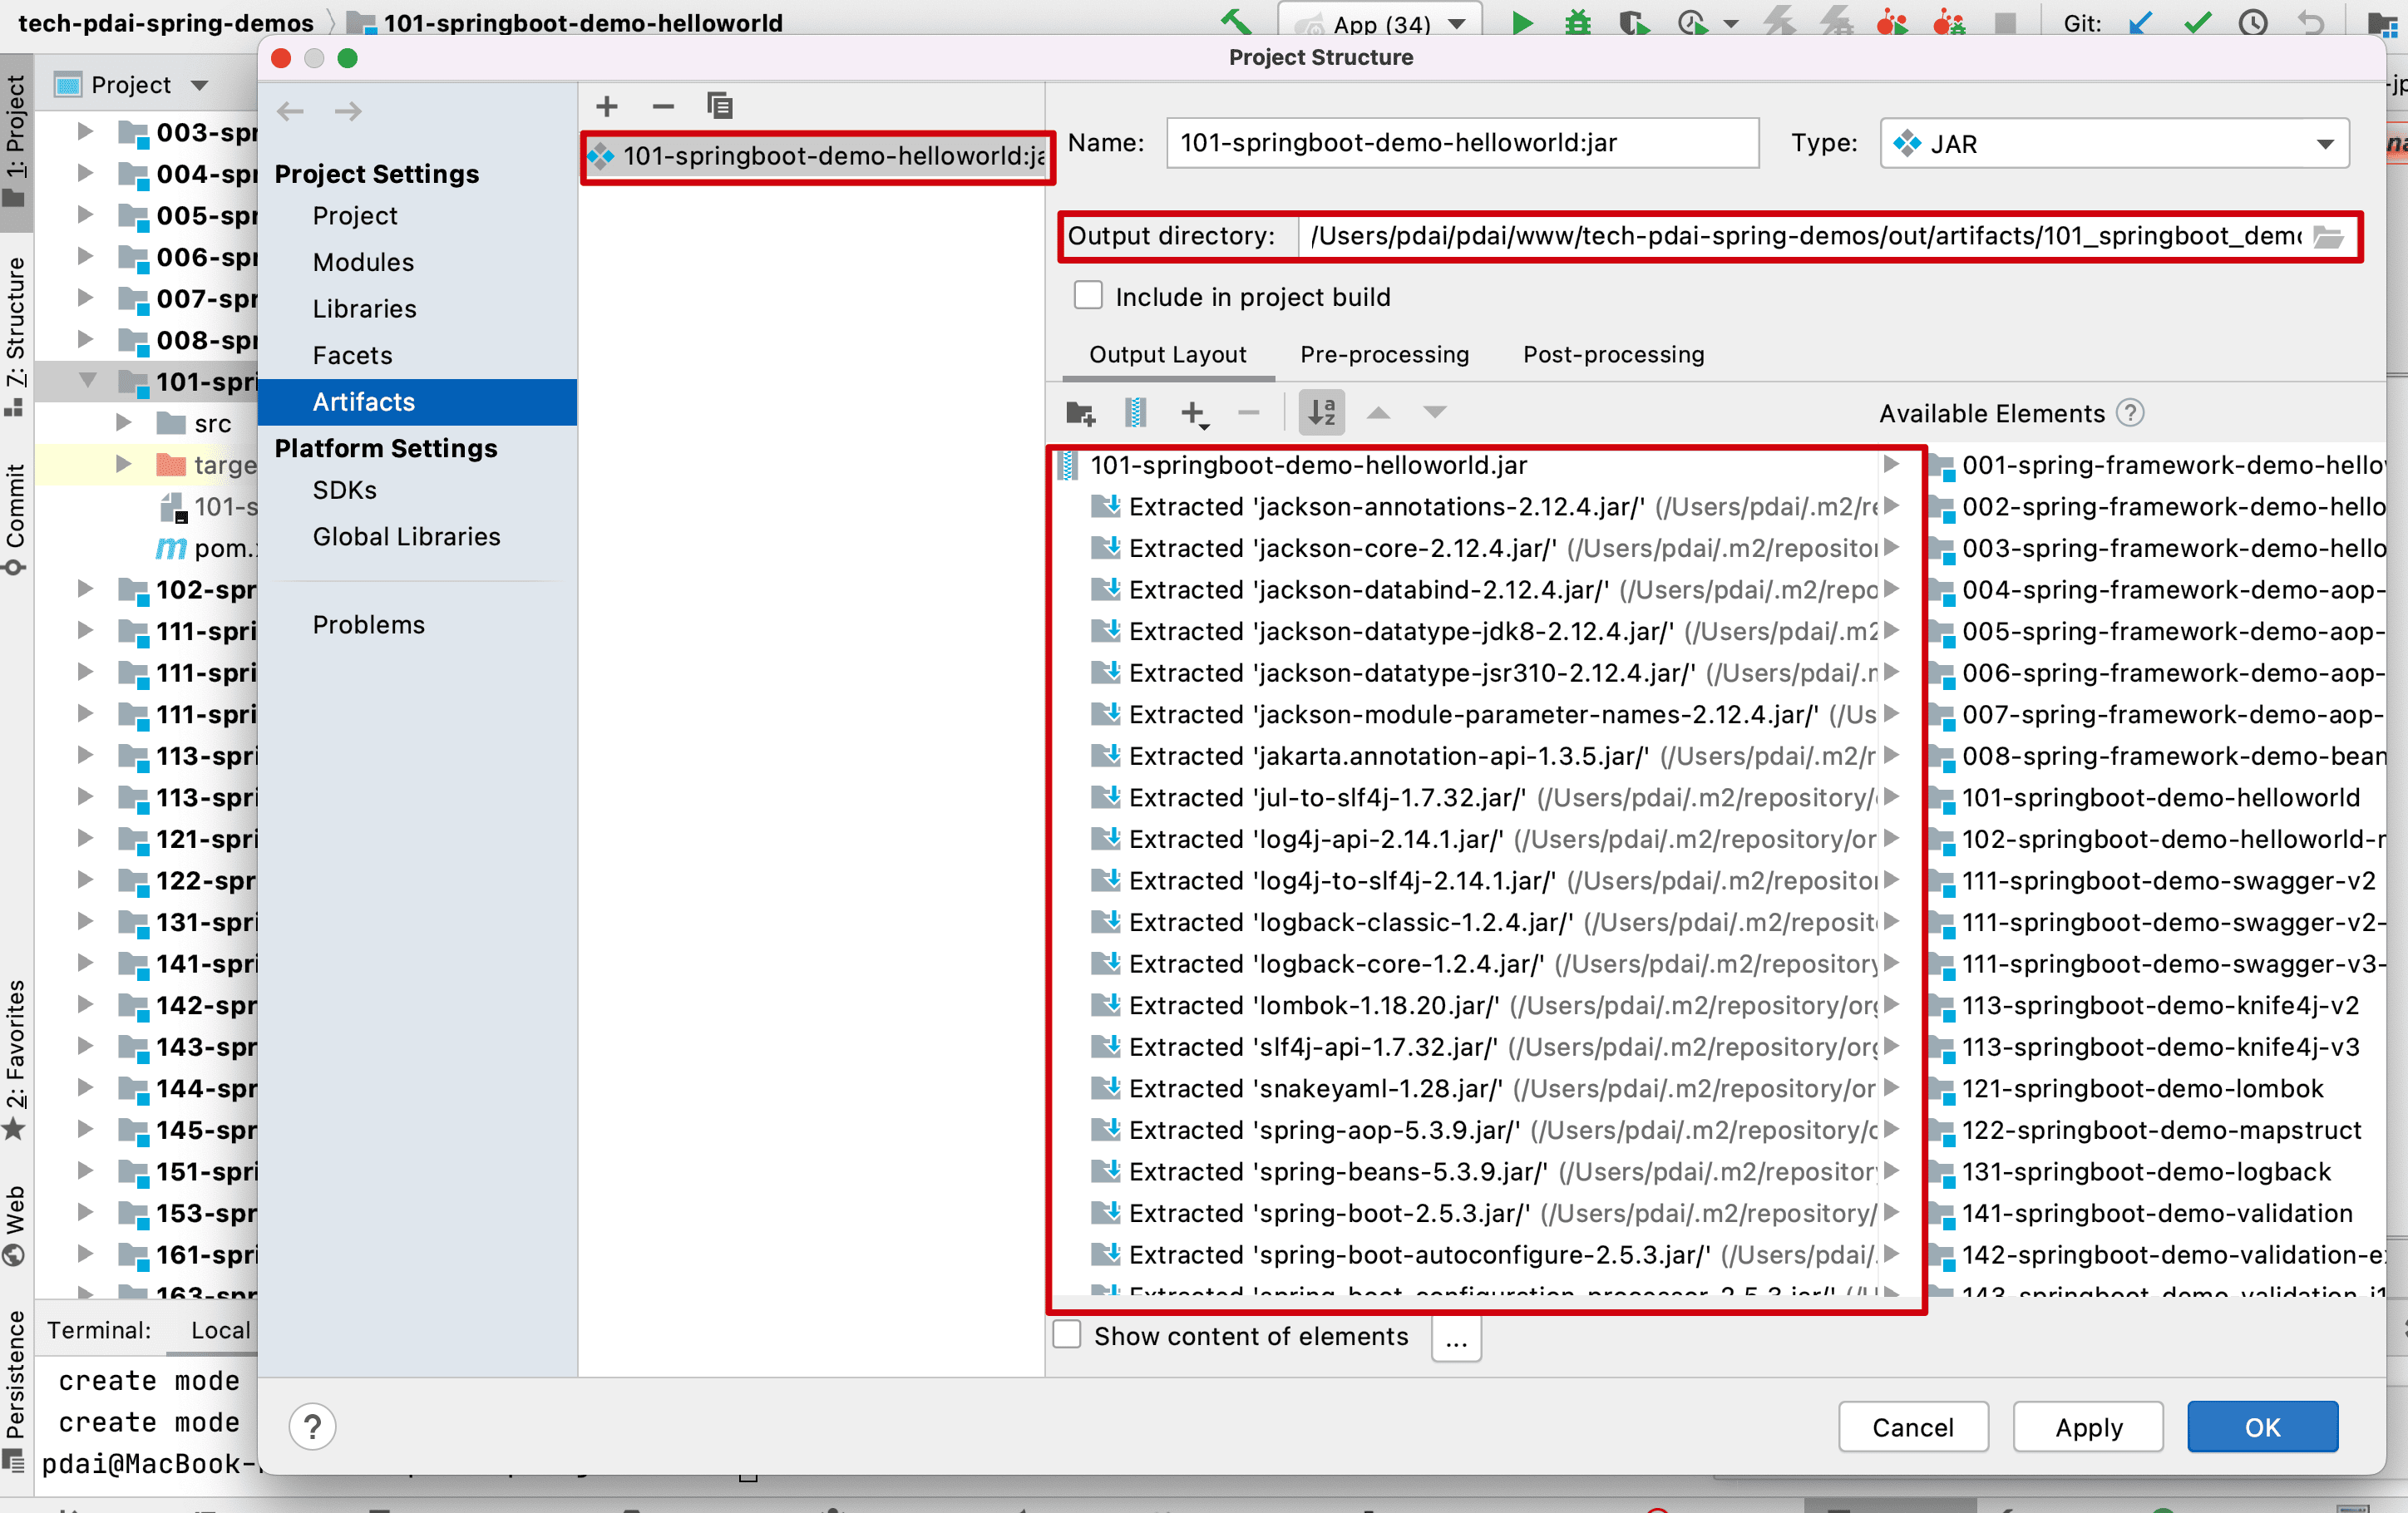 tech-pdai-spring-demos
101-springboot-demo-helloworld
App (34)
Git:
Project Structure
1: Project
Z: Structure
Commit
2: Favorites
Web
Persistence
Project
003-spr
004-spr
005-spr
006-spr
007-spr
008-spr
101-spri
src
targe
101-s
pom.x
102-spr
111-spri
111-spri
111-spri
113-spri
113-spri
121-spri
122-spr
131-spri
141-spri
142-spr
143-spr
144-spr
145-spr
151-spri
153-spr
161-spri
163-spr
Terminal:
Local
create mode
create mode
pdai@MacBook-
Project Settings
Project
Modules
Libraries
Facets
Artifacts
Platform Settings
SDKs
Global Libraries
Problems
101-springboot-demo-helloworld:ja
Name:
101-springboot-demo-helloworld:jar
Type:
JAR
Output directory:
/Users/pdai/pdai/www/tech-pdai-spring-demos/out/artifacts/101_springboot_demo
Include in project build
Output Layout
Pre-processing
Post-processing
Available Elements
101-springboot-demo-helloworld.jar
Extracted 'jackson-annotations-2.12.4.jar/' (/Users/pdai/.m2/re
Extracted 'jackson-core-2.12.4.jar/' (/Users/pdai/.m2/repositor
Extracted 'jackson-databind-2.12.4.jar/' (/Users/pdai/.m2/repo
Extracted 'jackson-datatype-jdk8-2.12.4.jar/' (/Users/pdai/.m2
Extracted 'jackson-datatype-jsr310-2.12.4.jar/' (/Users/pdai/.m
Extracted 'jackson-module-parameter-names-2.12.4.jar/' (/Us
Extracted 'jakarta.annotation-api-1.3.5.jar/' (/Users/pdai/.m2/r
Extracted 'jul-to-slf4j-1.7.32.jar/' (/Users/pdai/.m2/repository/o
Extracted 'log4j-api-2.14.1.jar/' (/Users/pdai/.m2/repository/or
Extracted 'log4j-to-slf4j-2.14.1.jar/' (/Users/pdai/.m2/repositor
Extracted 'logback-classic-1.2.4.jar/' (/Users/pdai/.m2/reposit
Extracted 'logback-core-1.2.4.jar/' (/Users/pdai/.m2/repository
Extracted 'lombok-1.18.20.jar/' (/Users/pdai/.m2/repository/org
Extracted 'slf4j-api-1.7.32.jar/' (/Users/pdai/.m2/repository/org
Extracted 'snakeyaml-1.28.jar/' (/Users/pdai/.m2/repository/or
Extracted 'spring-aop-5.3.9.jar/' (/Users/pdai/.m2/repository/o
Extracted 'spring-beans-5.3.9.jar/' (/Users/pdai/.m2/repository
Extracted 'spring-boot-2.5.3.jar/' (/Users/pdai/.m2/repository/
Extracted 'spring-boot-autoconfigure-2.5.3.jar/' (/Users/pdai/.
Extracted 'spring-boot-configuration-processor-2.5.3.jar/' (/U
001-spring-framework-demo-hellow
002-spring-framework-demo-hello
003-spring-framework-demo-hello
004-spring-framework-demo-aop-
005-spring-framework-demo-aop-
006-spring-framework-demo-aop-
007-spring-framework-demo-aop-
008-spring-framework-demo-bean
101-springboot-demo-helloworld
102-springboot-demo-helloworld-m
111-springboot-demo-swagger-v2
111-springboot-demo-swagger-v2-
111-springboot-demo-swagger-v3-
113-springboot-demo-knife4j-v2
113-springboot-demo-knife4j-v3
121-springboot-demo-lombok
122-springboot-demo-mapstruct
131-springboot-demo-logback
141-springboot-demo-validation
142-springboot-demo-validation-e
143-springboot-demo-validation-i1
Show content of elements
...
?
Cancel
Apply
OK